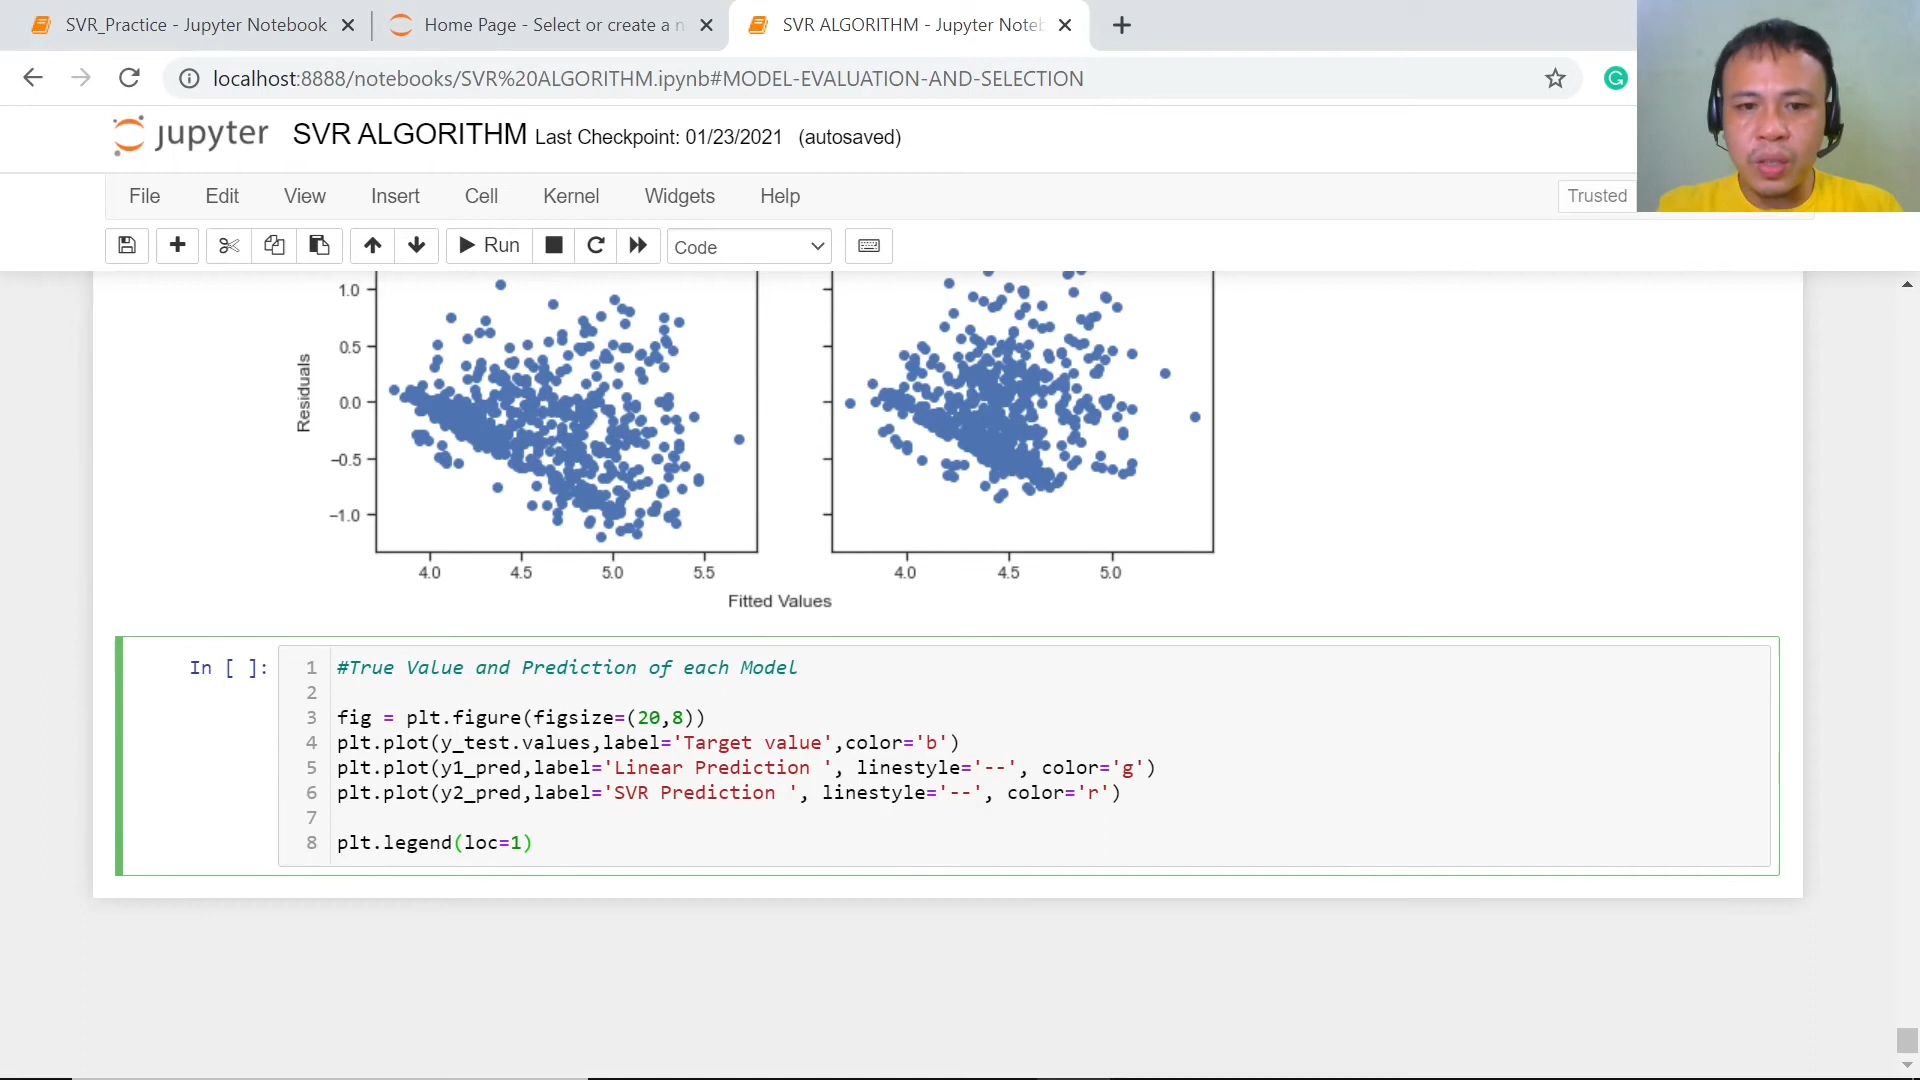 SVR_Practice - Jupyter Notebook
Home Page - Select or create a n
SVR ALGORITHM - Jupyter Noteb
localhost:8888/notebooks/SVR%20ALGORITHM.ipynb#MODEL-EVALUATION-AND-SELECTION
G
jupyter SVR ALGORITHM Last Checkpoint: 01/23/2021 (autosaved)
File Edit View Insert Cell Kernel Widgets Help Trusted
Run Code
1.0
0.5
0.0
−0.5
−1.0
Residuals
4.0 4.5 5.0 5.5 4.0 4.5 5.0
Fitted Values
In [ ]: 1 #True Value and Prediction of each Model
2
3 fig = plt.figure(figsize=(20,8))
4 plt.plot(y_test.values,label='Target value',color='b')
5 plt.plot(y1_pred,label='Linear Prediction ', linestyle='--', color='g')
6 plt.plot(y2_pred,label='SVR Prediction ', linestyle='--', color='r')
7
8 plt.legend(loc=1)